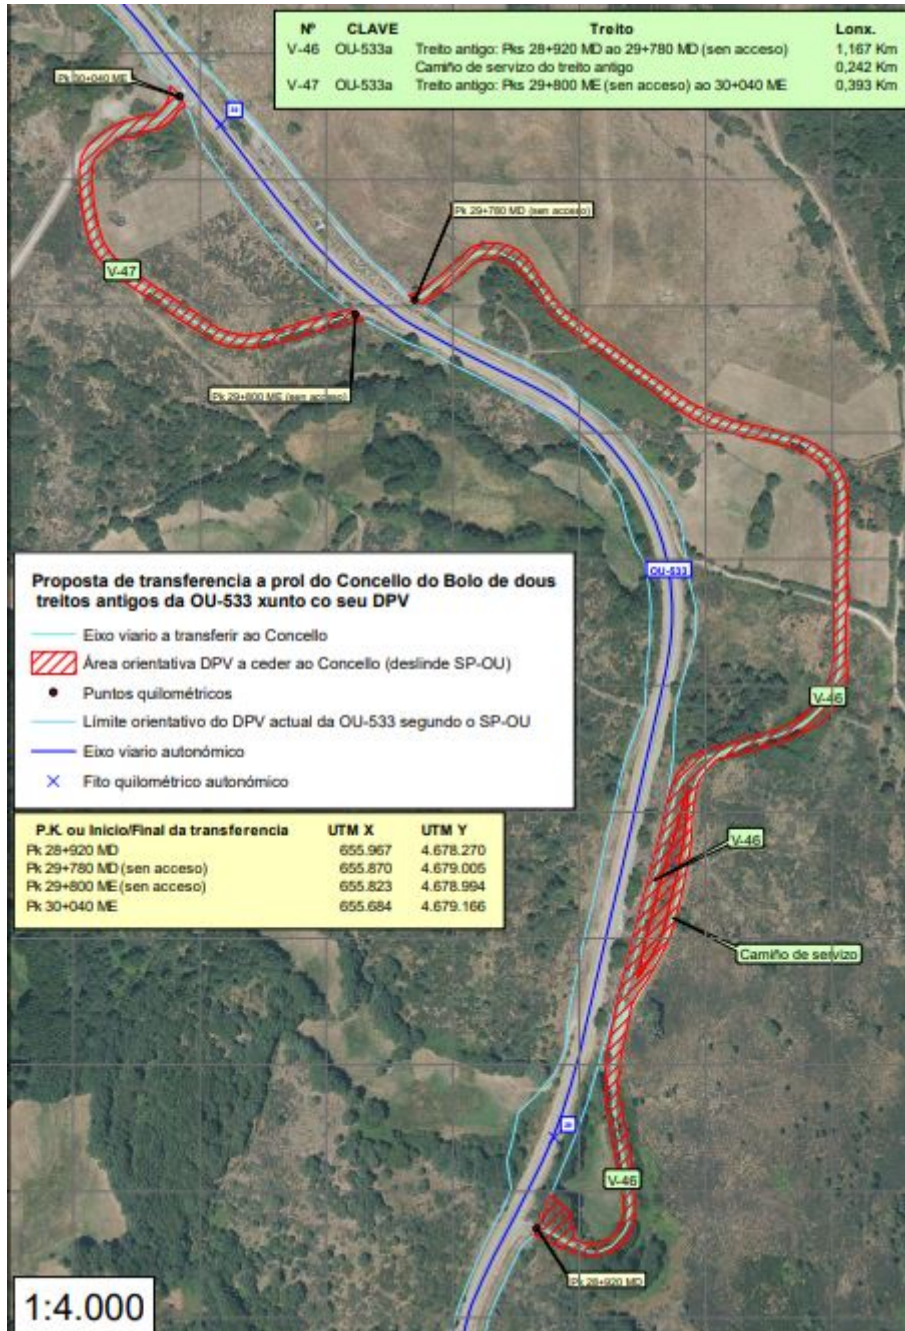 Nº CLAVE Treito Lonx.
V-46 OU-533a Treito antigo: Pks 28+920 MD ao 29+780 MD (sen acceso) 1,167 Km
Camiño de servizo do treito antigo 0,242 Km
V-47 OU-533a Treito antigo: Pks 29+800 ME (sen acceso) ao 30+040 ME 0,393 Km
Pk 30+040 ME
Pk 29+780 MD (sen acceso)
V-47
Pk 29+800 ME (sen acceso)
OU-533
Proposta de transferencia a prol do Concello do Bolo de dous
treitos antigos da OU-533 xunto co seu DPV
Eixo viario a transferir ao Concello
Área orientativa DPV a ceder ao Concello (deslinde SP-OU)
Puntos quilométricos
Límite orientativo do DPV actual da OU-533 segundo o SP-OU
Eixo viario autonómico
Fito quilométrico autonómico
V-46
P.K. ou Inicio/Final da transferencia UTM X UTM Y
Pk 28+920 MD 655.967 4.678.270
Pk 29+780 MD (sen acceso) 655.870 4.679.005
Pk 29+800 ME (sen acceso) 655.823 4.678.994
Pk 30+040 ME 655.684 4.679.166
V-46
Camiño de servizo
V-46
Pk 28+920 MD
1:4.000